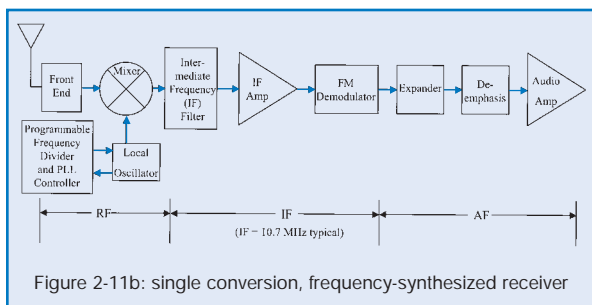 Front
End
Mixer
Inter-
mediate
Frequency
(IF)
Filter
IF
Amp
FM
Demodulator
Expander
De-
emphasis
Audio
Amp
Programmable
Frequency
Divider
and PLL
Controller
Local
Oscillator
RF
IF
AF
(IF = 10.7 MHz typical)
Figure 2-11b: single conversion, frequency-synthesized receiver